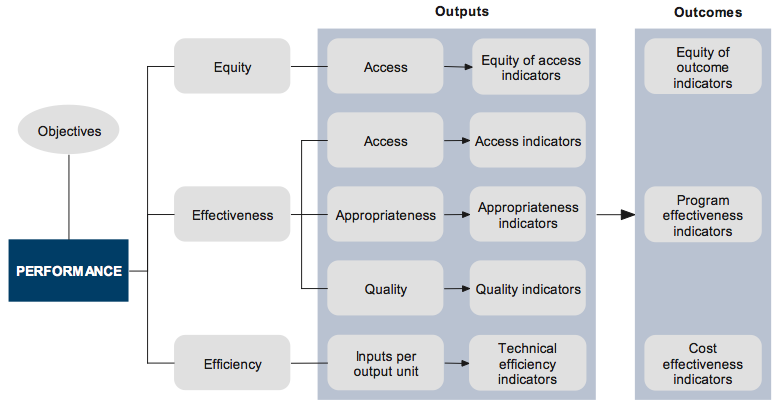 Outputs
Outcomes
Equity
Access
Equity of access
indicators
Equity of
outcome
indicators
Objectives
Access
Access indicators
Effectiveness
Appropriateness
Appropriateness
indicators
Program
effectiveness
indicators
PERFORMANCE
Quality
Quality indicators
Efficiency
Inputs per
output unit
Technical
efficiency
indicators
Cost
effectiveness
indicators